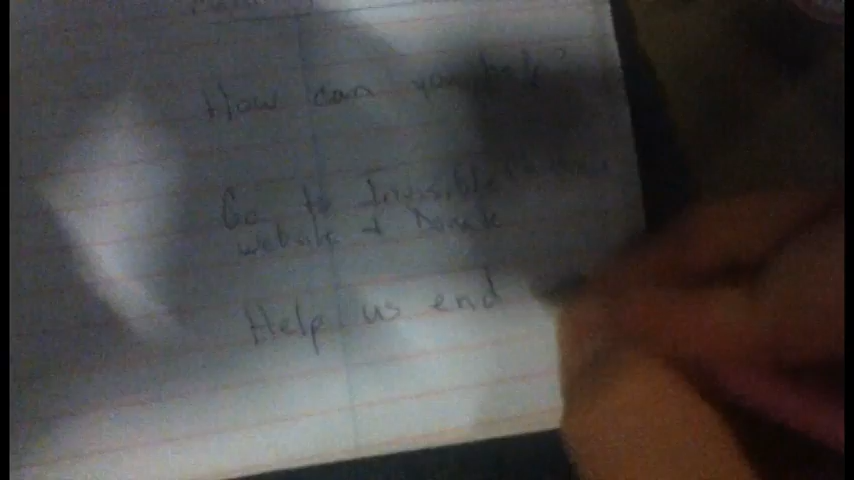 How can you help?
Go to Invisible
website + Donate
Help us end